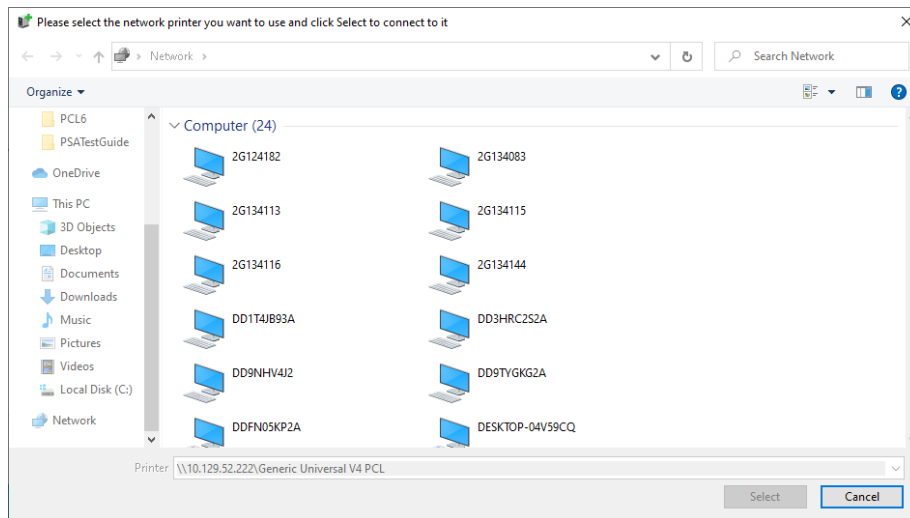 Please select the network printer you want to use and click Select to connect to it
Network
Search Network
Organize
PCL6
PSATestGuide
OneDrive
This PC
3D Objects
Desktop
Documents
Downloads
Music
Pictures
Videos
Local Disk (C:)
Network
Computer (24)
2G124182
2G134083
2G134113
2G134115
2G134116
2G134144
DD1T4JB93A
DD3HRC2S2A
DD9NHV4J2
DD9TYGKG2A
DDFN05KP2A
DESKTOP-04V59CQ
Printer \\10.129.52.222\Generic Universal V4 PCL
Select
Cancel